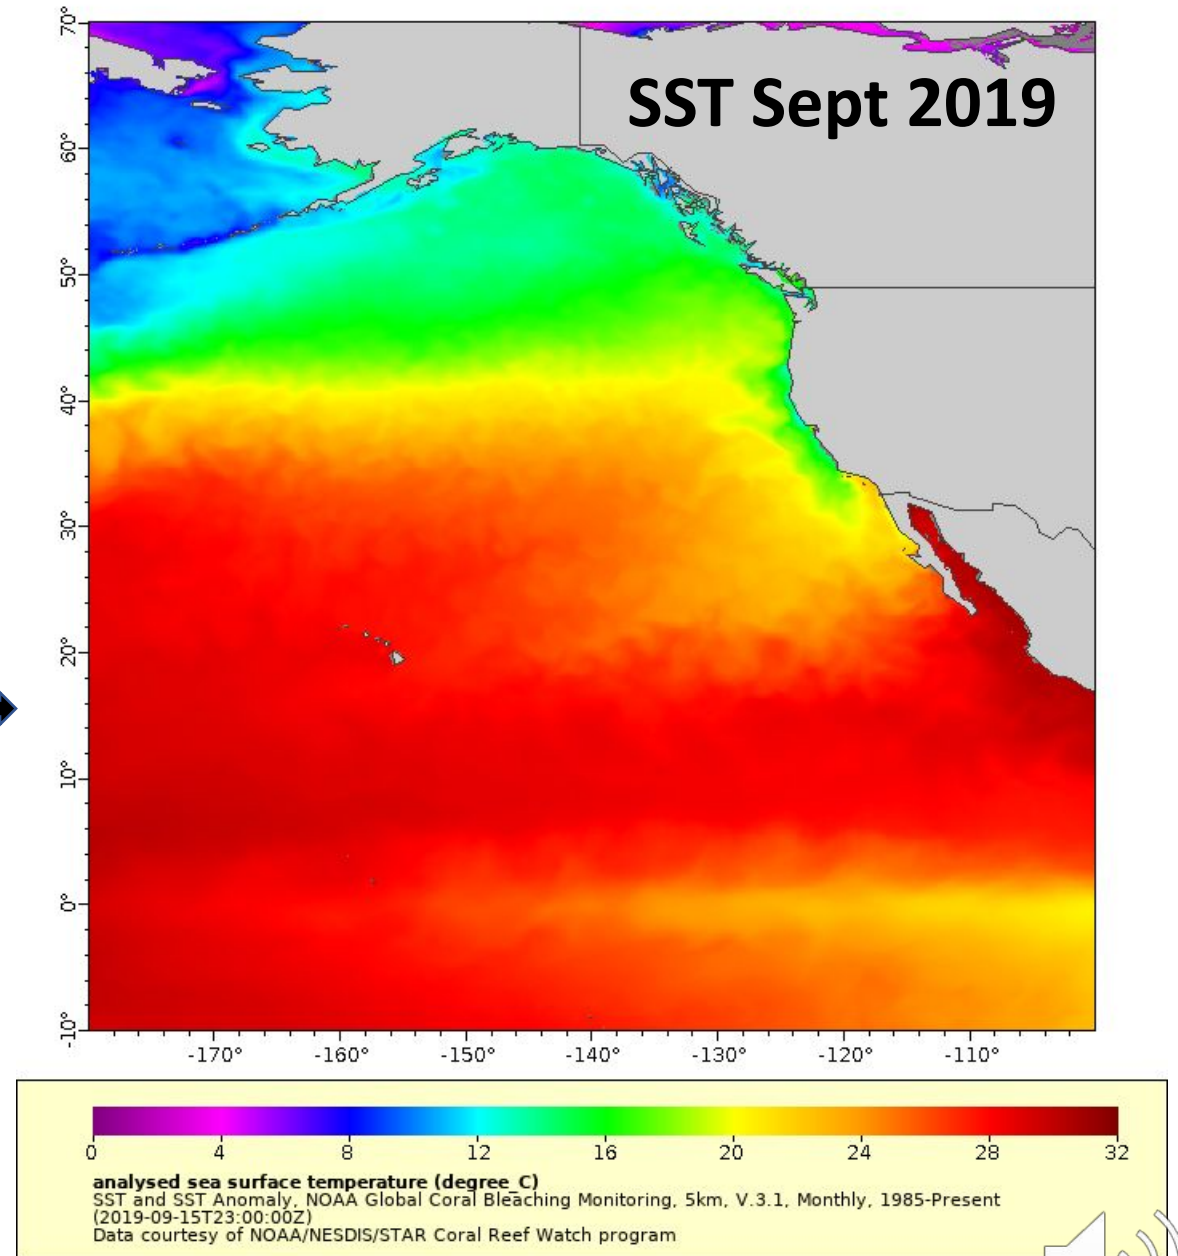 SST Sept 2019
70°
60°
50°
40°
30°
20°
10°
0°
-10°
-170° -160° -150° -140° -130° -120° -110°
0 4 8 12 16 20 24 28 32
analysed sea surface temperature (degree_C)
SST and SST Anomaly, NOAA Global Coral Bleaching Monitoring, 5km, V.3.1, Monthly, 1985-Present
(2019-09-15T23:00:00Z)
Data courtesy of NOAA/NESDIS/STAR Coral Reef Watch program